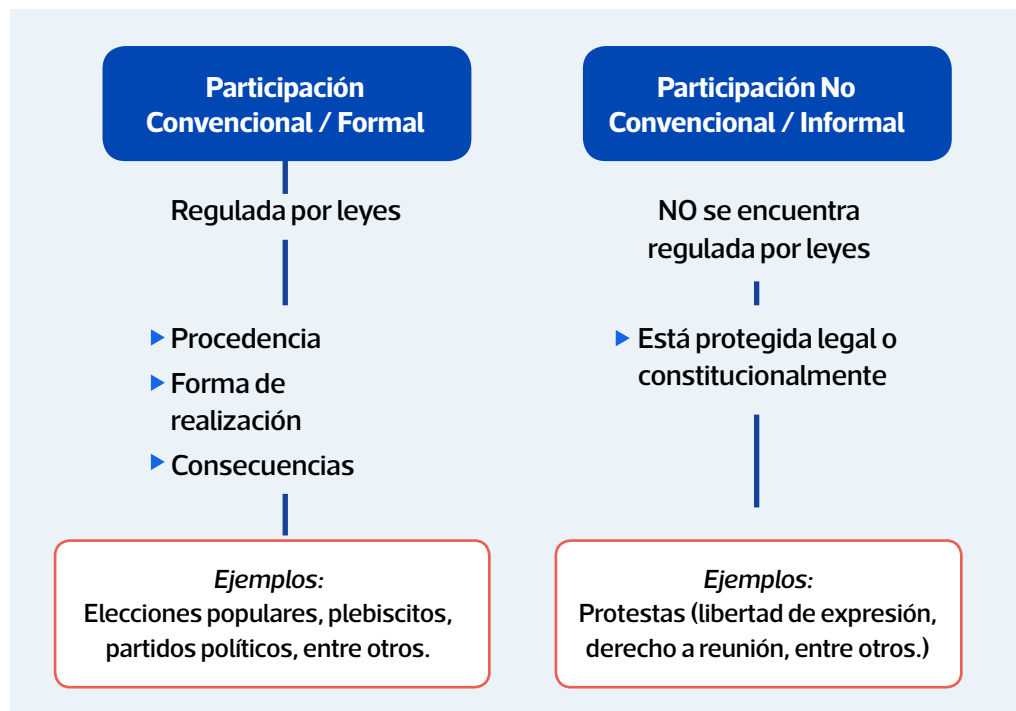 Participación
Convencional / Formal
Regulada por leyes
Procedencia
Forma de
realización
Consecuencias
Ejemplos:
Elecciones populares, plebiscitos,
partidos políticos, entre otros.
Participación No
Convencional / Informal
NO se encuentra
regulada por leyes
Está protegida legal o
constitucionalmente
Ejemplos:
Protestas (libertad de expresión,
derecho a reunión, entre otros.)